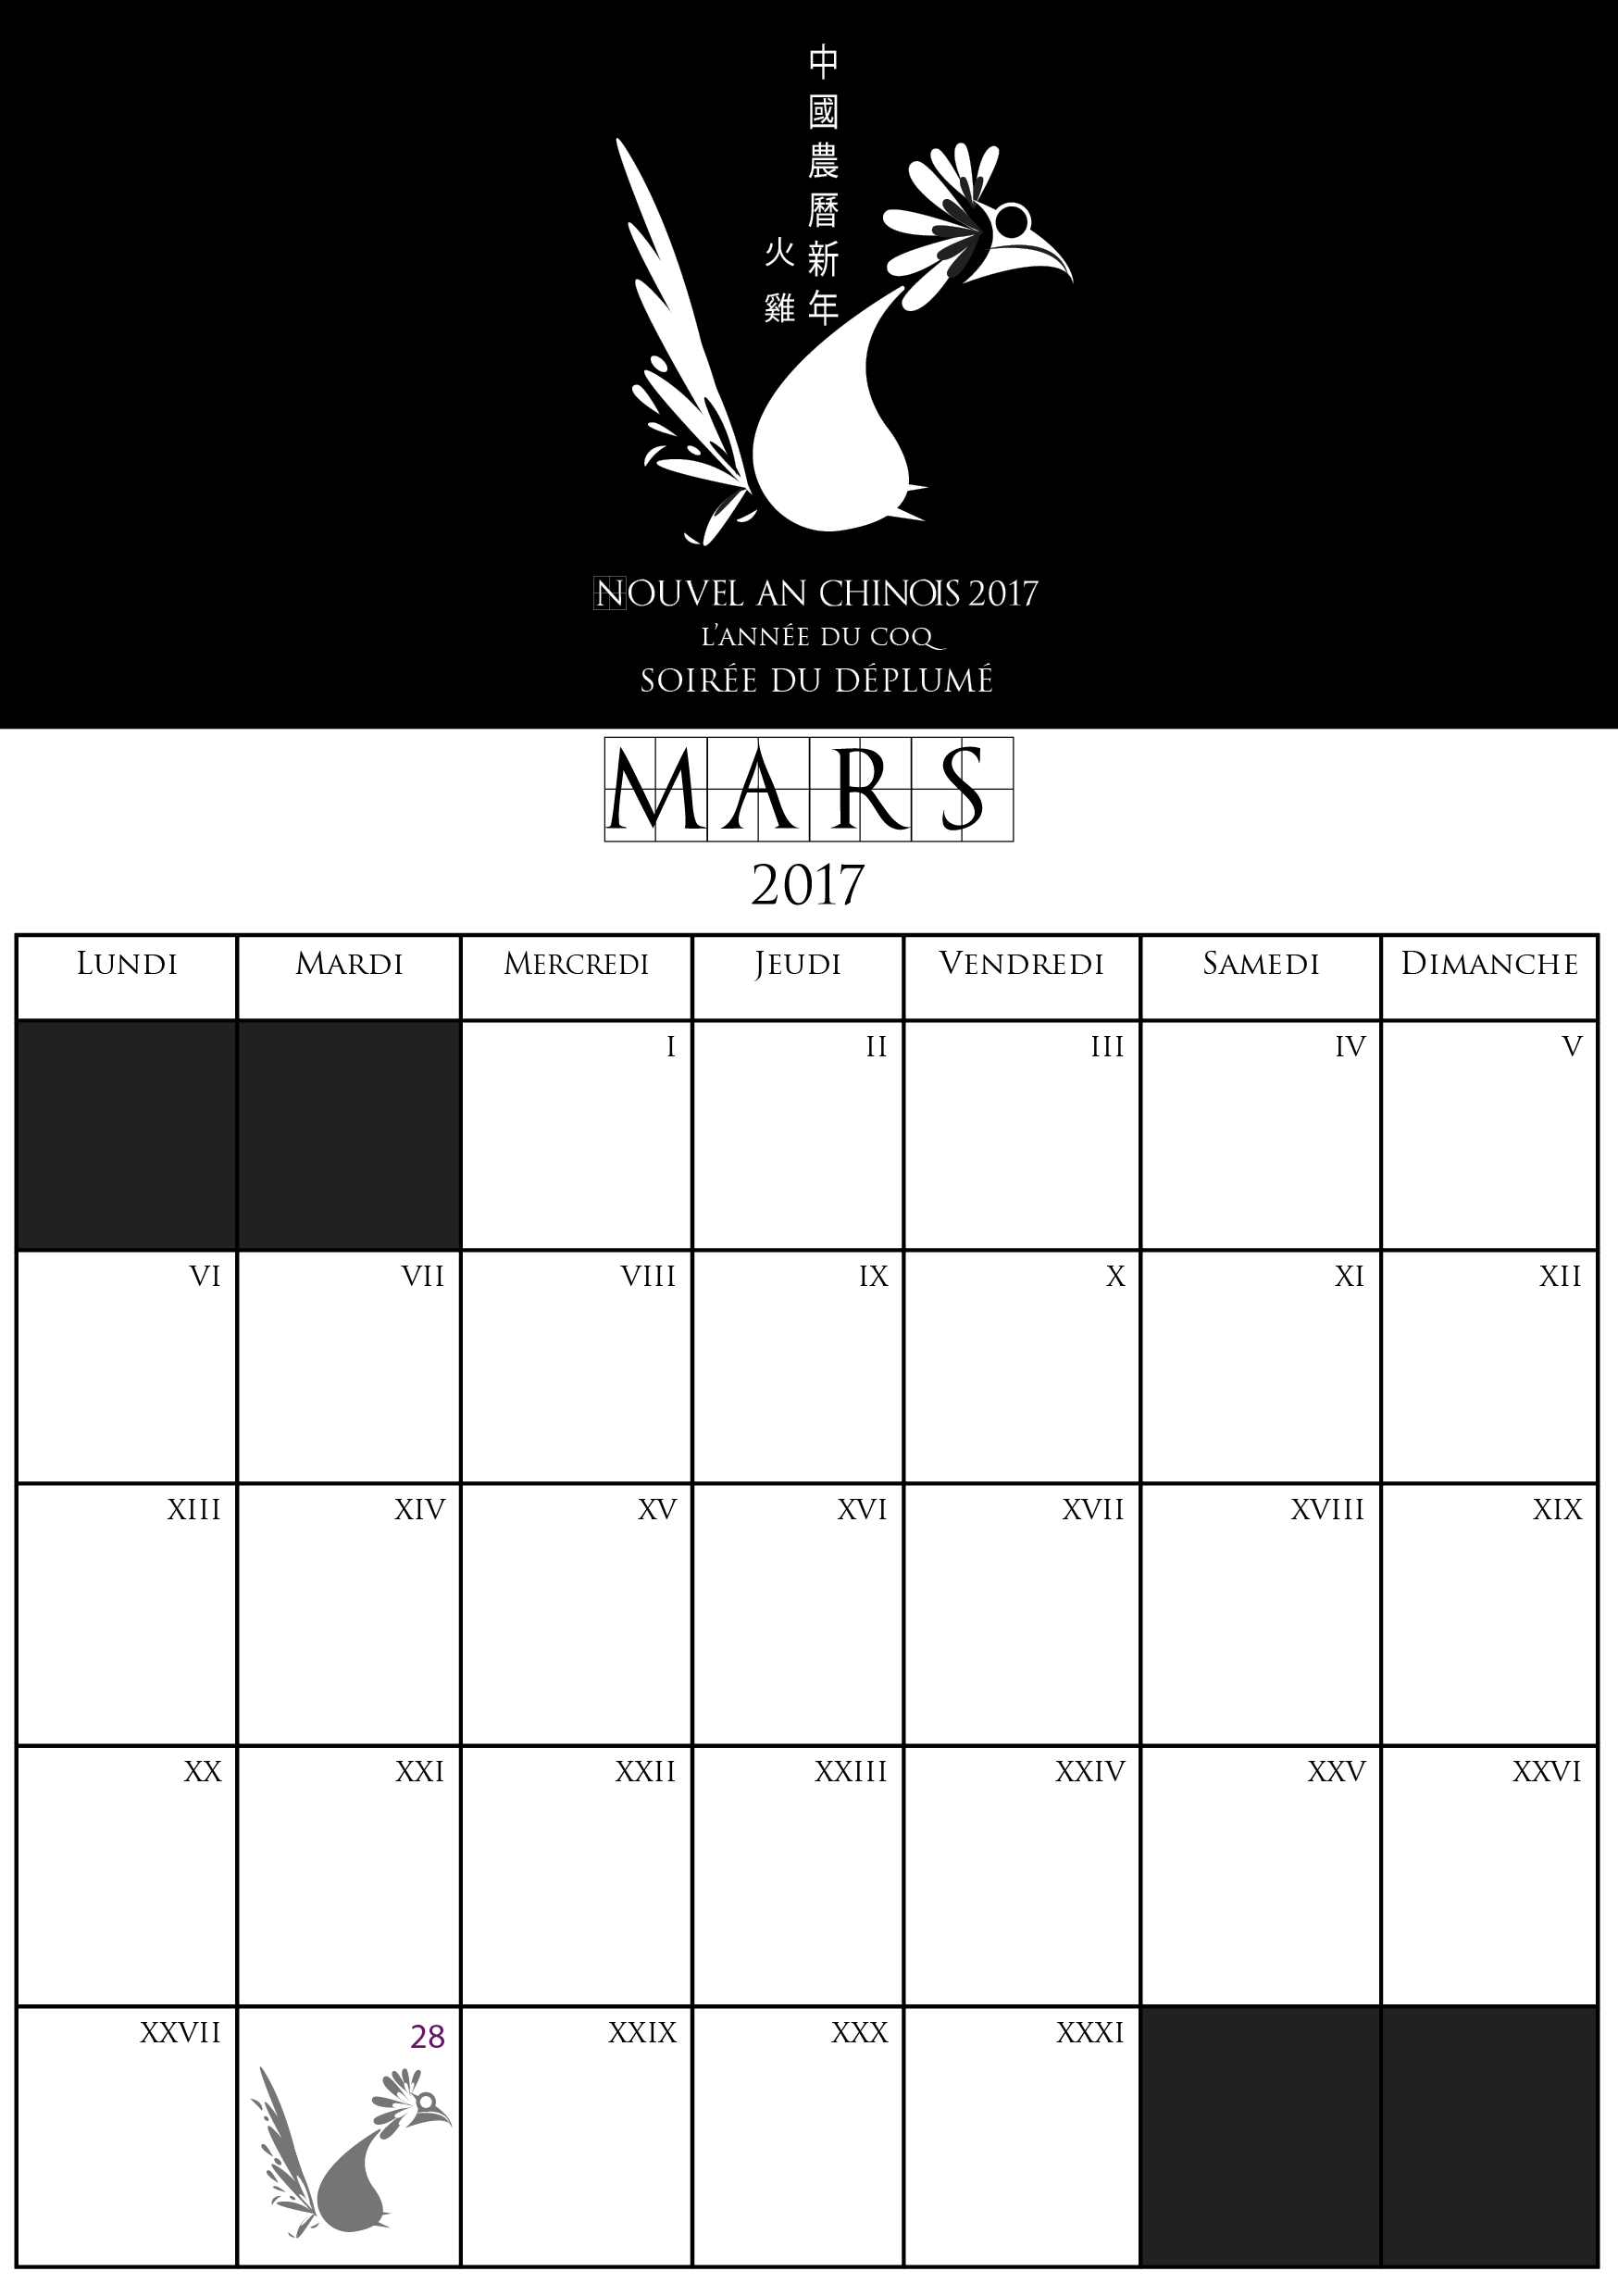 中國農曆新年
火雞
NOUVEL AN CHINOIS 2017
L'ANNÉE DU COQ
SOIRÉE DU DÉPLUMÉ
MARS
2017
LUNDI MARDI MERCREDI JEUDI VENDREDI SAMEDI DIMANCHE
I II III IV V
VI VII VIII IX X XI XII
XIII XIV XV XVI XVII XVIII XIX
XX XXI XXII XXIII XXIV XXV XXVI
XXVII 28 XXIX XXX XXXI